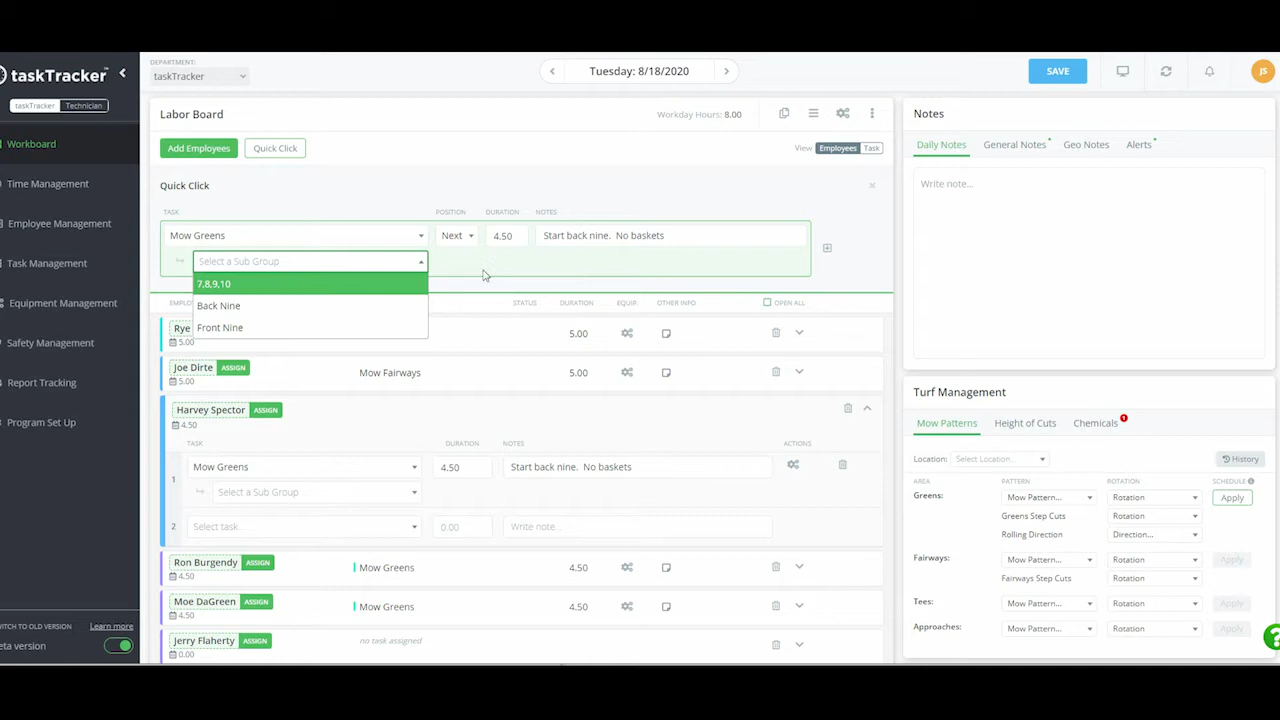 taskTracker™
taskTracker Technician
Workboard
Time Management
Employee Management
Task Management
Equipment Management
Safety Management
Report Tracking
Program Set Up
WITCH TO OLD VERSION Learn more
eta version
DEPARTMENT:
taskTracker
Tuesday: 8/18/2020
SAVE
JS
Labor Board
Workday Hours: 8.00
Add Employees
Quick Click
View Employees Task
Quick Click
TASK POSITION DURATION NOTES
Mow Greens Next 4.50 Start back nine. No baskets
Select a Sub Group
7,8,9,10
Back Nine
Front Nine
STATUS DURATION EQUIP. OTHER INFO OPEN ALL
Rye 5.00
5.00
Joe Dirte ASSIGN Mow Fairways 5.00
5.00
Harvey Spector ASSIGN
4.50
TASK DURATION NOTES ACTIONS
1 Mow Greens 4.50 Start back nine. No baskets
Select a Sub Group
2 Select task... 0.00 Write note...
Ron Burgendy ASSIGN Mow Greens 4.50
4.50
Moe DaGreen ASSIGN Mow Greens 4.50
4.50
Jerry Flaherty ASSIGN no task assigned
0.00
Notes
Daily Notes General Notes Geo Notes Alerts
Write note...
Turf Management
Mow Patterns Height of Cuts Chemicals 1
Location: Select Location... History
AREA PATTERN ROTATION SCHEDULE
Greens: Mow Pattern... Rotation Apply
Greens Step Cuts Rotation
Rolling Direction Direction...
Fairways: Mow Pattern... Rotation Apply
Fairways Step Cuts Rotation
Tees: Mow Pattern... Rotation Apply
Approaches: Mow Pattern... Rotation Apply
?